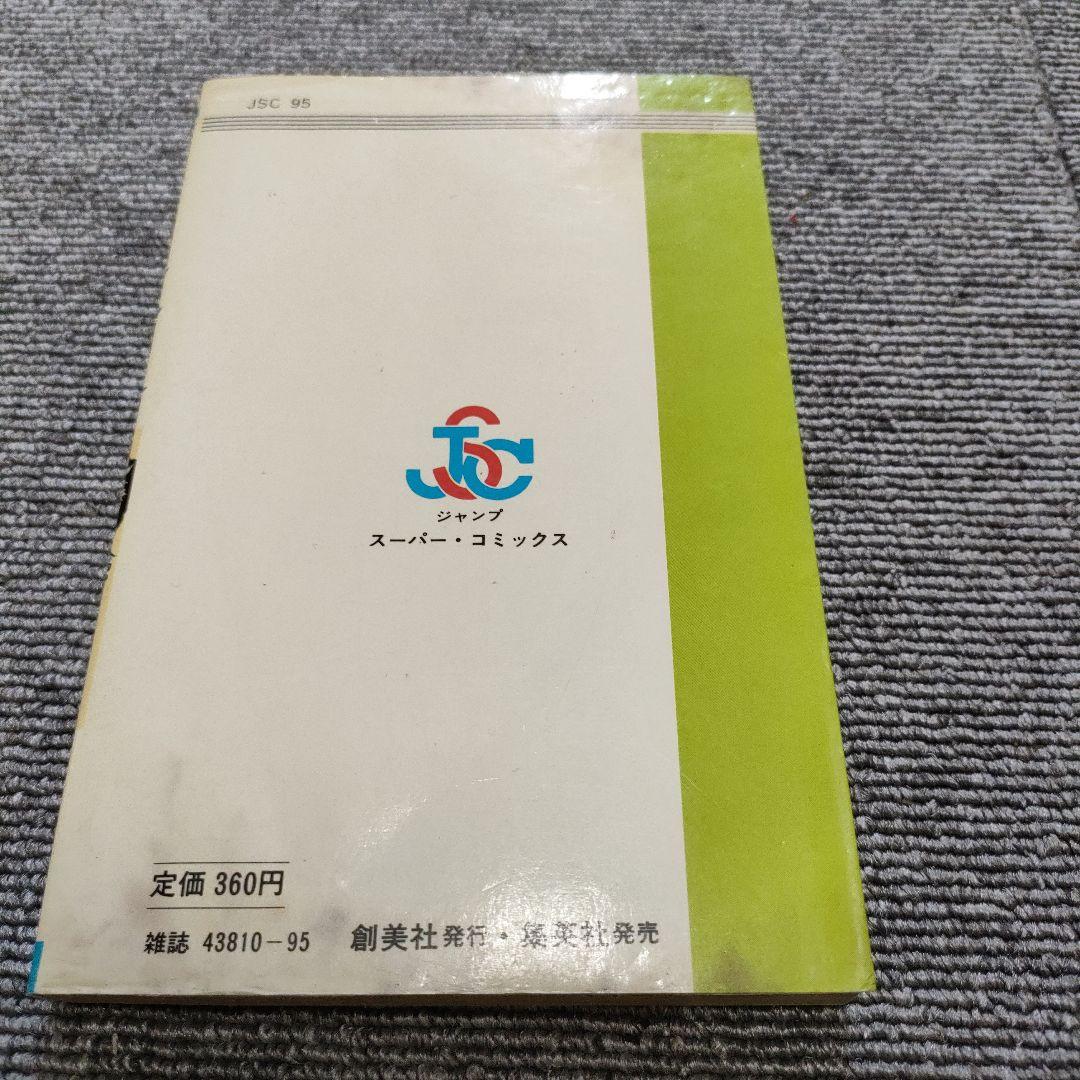 JSC 95
JSC
ジャンプ
スーパー・コミックス
定価 360円
雑誌 43810-95
創美社発行・集英社発売